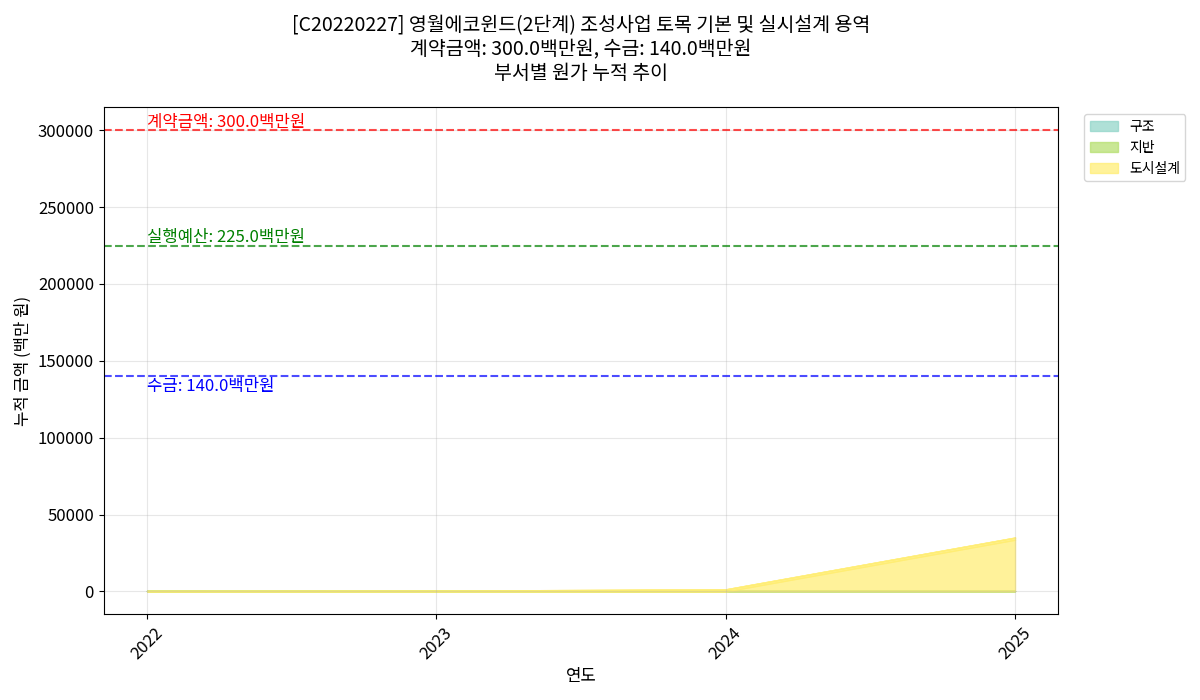 [C20220227] 영월에코윈드(2단계) 조성사업 토목 기본 및 실시설계 용역
계약금액: 300.0백만원, 수금: 140.0백만원
부서별 원가 누적 추이
계약금액: 300.0백만원
실행예산: 225.0백만원
수금: 140.0백만원
구조
지반
도시설계
누적 금액 (백만 원)
300000
250000
200000
150000
100000
50000
0
2022
2023
2024
2025
연도